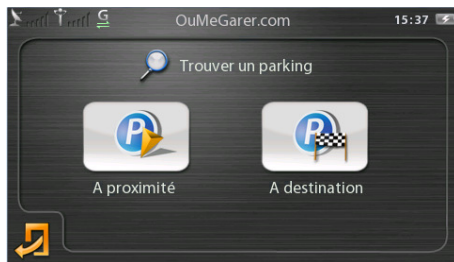 G
OuMeGarer.com
15:37
Trouver un parking
P
P
A proximité
A destination